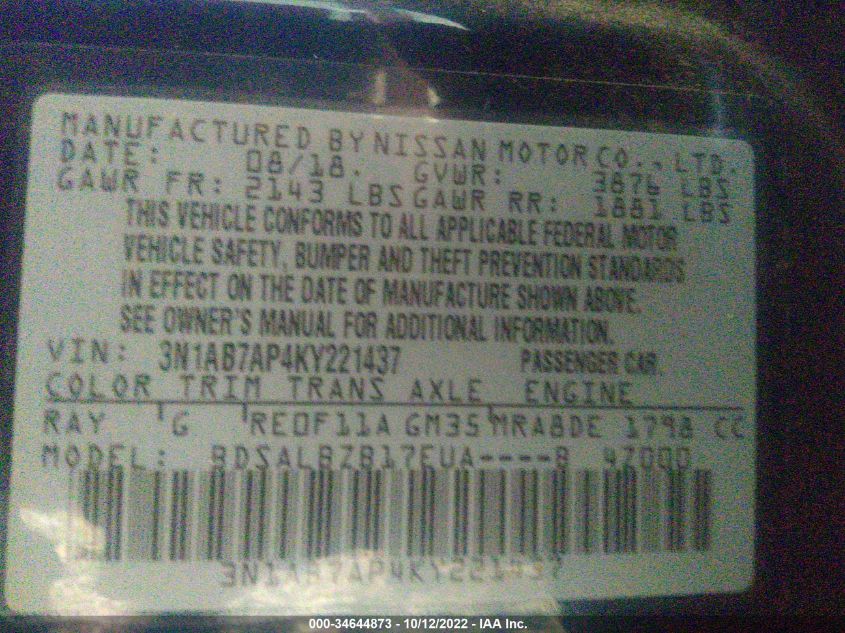 MANUFACTURED BY NISSAN MOTOR CO., LTD.
DATE: 08/18. GVWR: 3876 LBS
GAWR FR: 2143 LBS GAWR RR: 1881 LBS
THIS VEHICLE CONFORMS TO ALL APPLICABLE FEDERAL MOTOR
VEHICLE SAFETY, BUMPER AND THEFT PREVENTION STANDARDS
IN EFFECT ON THE DATE OF MANUFACTURE SHOWN ABOVE.
SEE OWNER'S MANUAL FOR ADDITIONAL INFORMATION.
VIN: 3N1AB7AP4KY221437 PASSENGER CAR.
COLOR TRIM TRANS AXLE ENGINE
RAY G RE0F11A GM35 MRA8DE 1798 CC
MODEL: BDSALBZB17EUA----B 4Z000
3N1AB7AP4KY221437
000-34644873 - 10/12/2022 - IAA Inc.